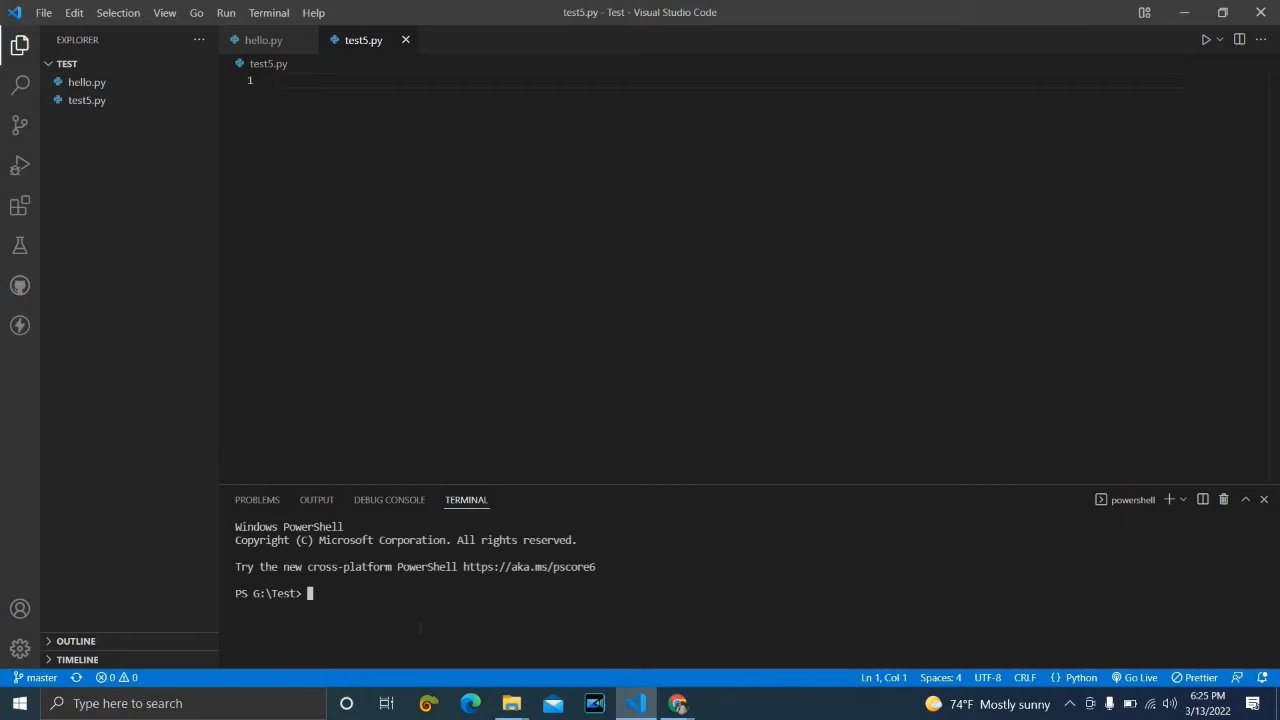 File Edit Selection View Go Run Terminal Help
test5.py - Test - Visual Studio Code
EXPLORER
hello.py
test5.py
TEST
hello.py
test5.py
test5.py
1
PROBLEMS OUTPUT DEBUG CONSOLE TERMINAL
powershell
Windows PowerShell
Copyright (C) Microsoft Corporation. All rights reserved.
Try the new cross-platform PowerShell https://aka.ms/pscore6
PS G:\Test>
OUTLINE
TIMELINE
master
0 0
Ln 1, Col 1 Spaces: 4 UTF-8 CRLF { } Python Go Live Prettier
Type here to search
74°F Mostly sunny
6:25 PM
3/13/2022